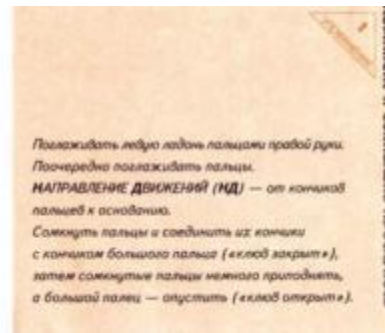 1
Поглаживать левую ладонь пальцами правой руки.
Поочередно поглаживать пальцы.
НАПРАВЛЕНИЕ ДВИЖЕНИЙ (НД) — от кончиков
пальцев к основанию.
Сомкнуть пальцы и соединить их кончики
с кончиком большого пальца («клюв закрыт»),
затем сомкнутые пальцы немного приподнять,
а большой палец — опустить («клюв открыт»).